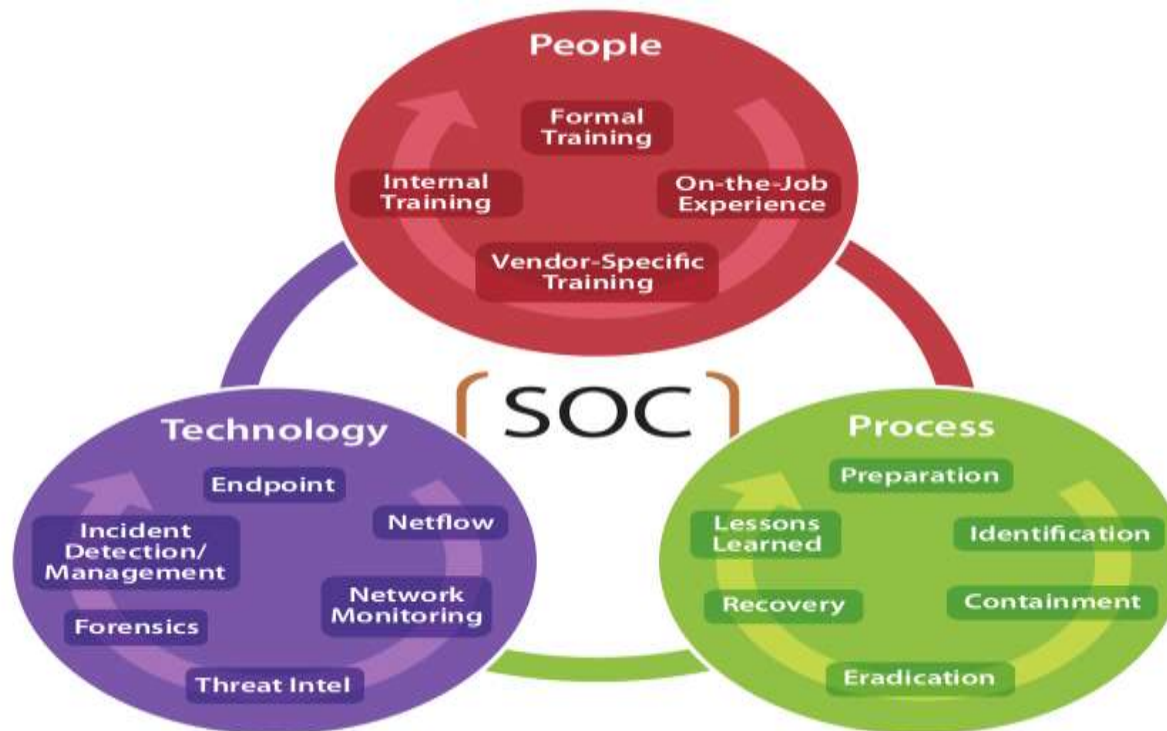 People
Formal
Training
Internal
Training
On-the-Job
Experience
Vendor-Specific
Training
[SOC]
Technology
Endpoint
Netflow
Incident
Detection/
Management
Network
Monitoring
Forensics
Threat Intel
Process
Preparation
Lessons
Learned
Identification
Recovery
Containment
Eradication